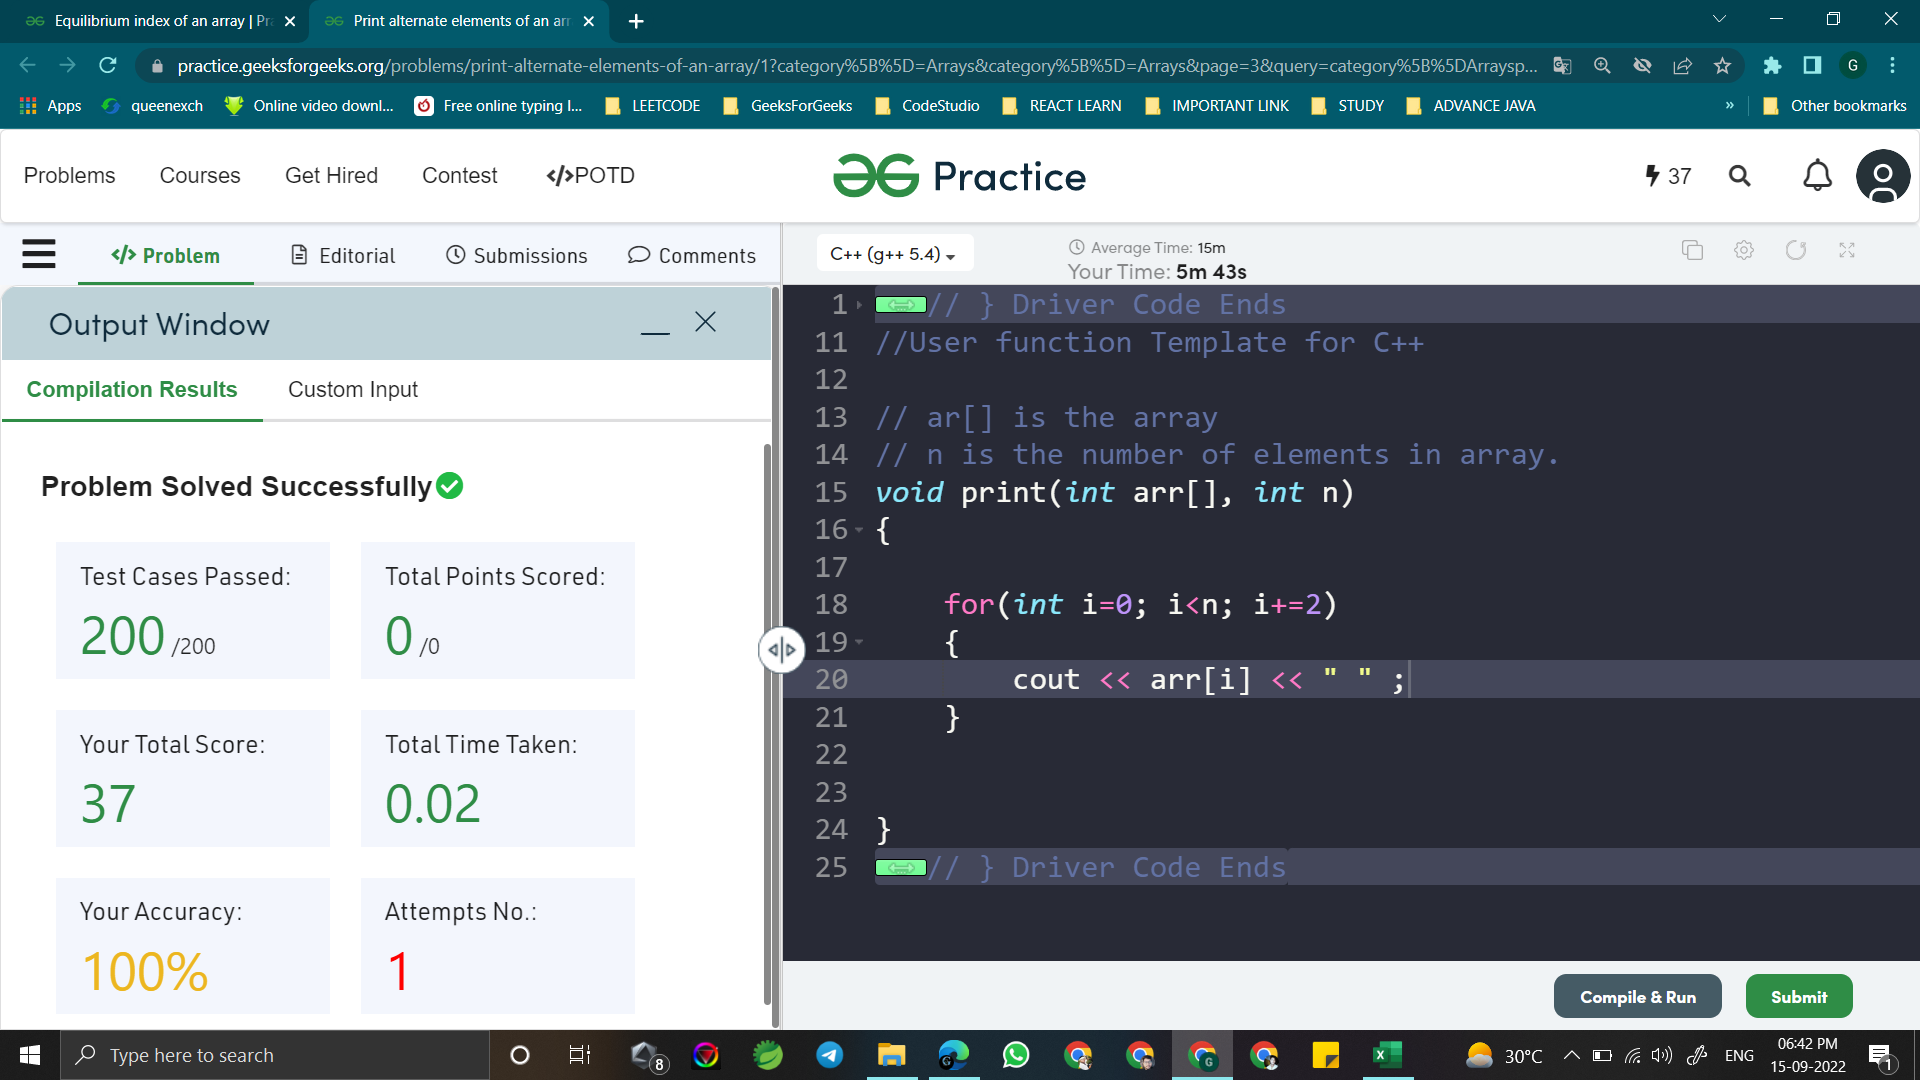 Equilibrium index of an array | Pr
Print alternate elements of an arr
practice.geeksforgeeks.org/problems/print-alternate-elements-of-an-array/1?category%5B%5D=Arrays&category%5B%5D=Arrays&page=3&query=category%5B%5DArraysp...
G
Apps
queenexch
Online video downl...
Free online typing I...
LEETCODE
GeeksForGeeks
CodeStudio
REACT LEARN
IMPORTANT LINK
STUDY
ADVANCE JAVA
»
Other bookmarks
Problems
Courses
Get Hired
Contest
</>POTD
Practice
37
</> Problem
Editorial
Submissions
Comments
C++ (g++ 5.4)
Average Time: 15m
Your Time: 5m 43s
Output Window
Compilation Results
Custom Input
Problem Solved Successfully
Test Cases Passed:
200 /200
Total Points Scored:
0 /0
Your Total Score:
37
Total Time Taken:
0.02
Your Accuracy:
100%
Attempts No.:
1
1 // } Driver Code Ends
11 //User function Template for C++
12
13 // ar[] is the array
14 // n is the number of elements in array.
15 void print(int arr[], int n)
16 {
17
18 for(int i=0; i<n; i+=2)
19 {
20 cout << arr[i] << " " ;
21 }
22
23
24 }
25 // } Driver Code Ends
Compile & Run
Submit
Type here to search
8
G
30°C
ENG
06:42 PM
15-09-2022
1